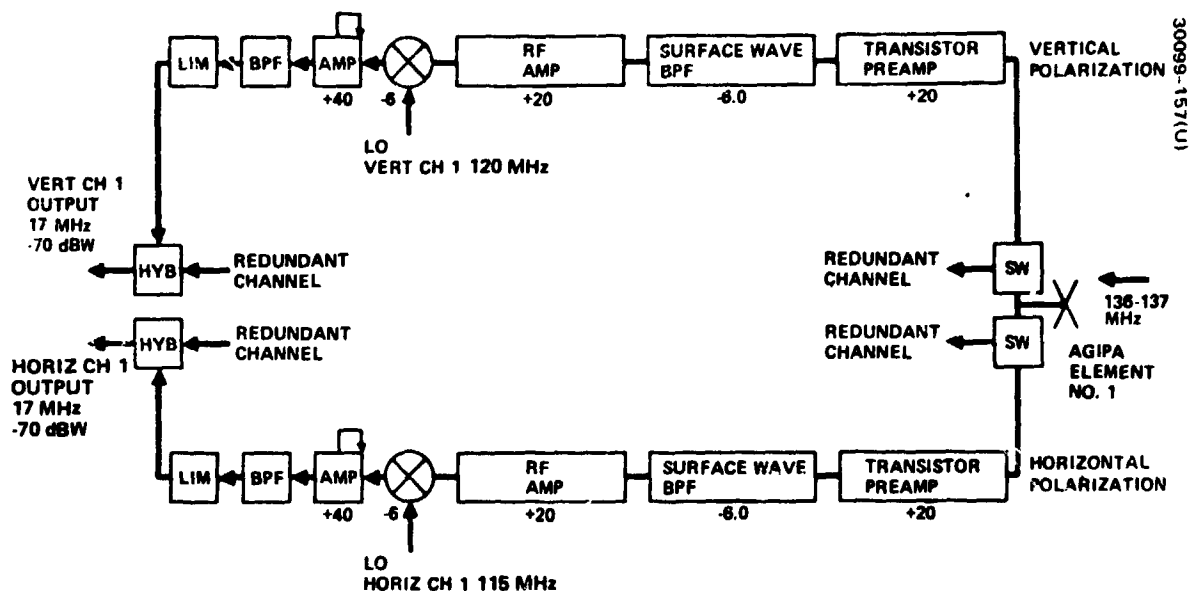 LIM
BPF
AMP
+40
-6
RF
AMP
+20
SURFACE WAVE
BPF
-6.0
TRANSISTOR
PREAMP
+20
VERTICAL
POLARIZATION
30099-157(U)
LO
VERT CH 1 120 MHz
VERT CH 1
OUTPUT
17 MHz
-70 dBW
HYB
REDUNDANT
CHANNEL
REDUNDANT
CHANNEL
SW
136-137
MHz
HYB
REDUNDANT
CHANNEL
REDUNDANT
CHANNEL
SW
AGIPA
ELEMENT
NO. 1
HORIZ CH 1
OUTPUT
17 MHz
-70 dBW
LIM
BPF
AMP
+40
-6
RF
AMP
+20
SURFACE WAVE
BPF
-6.0
TRANSISTOR
PREAMP
+20
HORIZONTAL
POLARIZATION
LO
HORIZ CH 1 115 MHz